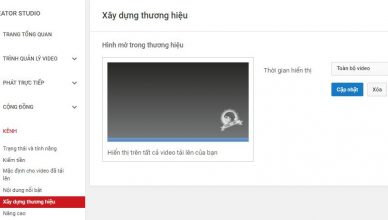 EATOR STUDIO
TRANG TỔNG QUAN
TRÌNH QUẢN LÝ VIDEO
PHÁT TRỰC TIẾP
CỘNG ĐỒNG
KÊNH
Trạng thái và tính năng
Kiếm tiền
Mặc định cho video đã tải
lên
Nội dung nổi bật
Xây dựng thương hiệu
Nâng cao
Xây dựng thương hiệu
Hình mờ trong thương hiệu
Hiển thị trên tất cả video tải lên của bạn
Thời gian hiển thị
Toàn bộ video
Cập nhật
Xóa